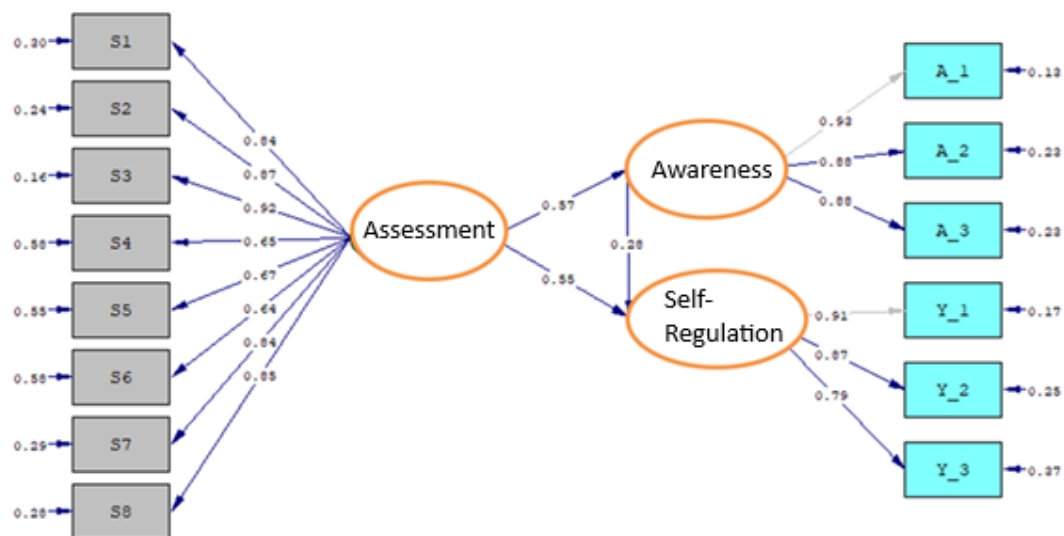 0.30
S1
0.24
S2
0.16
S3
0.58
S4
0.55
S5
0.58
S6
0.29
S7
0.28
S8
0.84
0.87
0.92
0.65
0.67
0.64
0.84
0.85
Assessment
0.57
0.55
Awareness
0.28
Self-
Regulation
0.93
0.88
0.88
0.91
0.87
0.79
A_1
0.13
A_2
0.23
A_3
0.23
Y_1
0.17
Y_2
0.25
Y_3
0.37